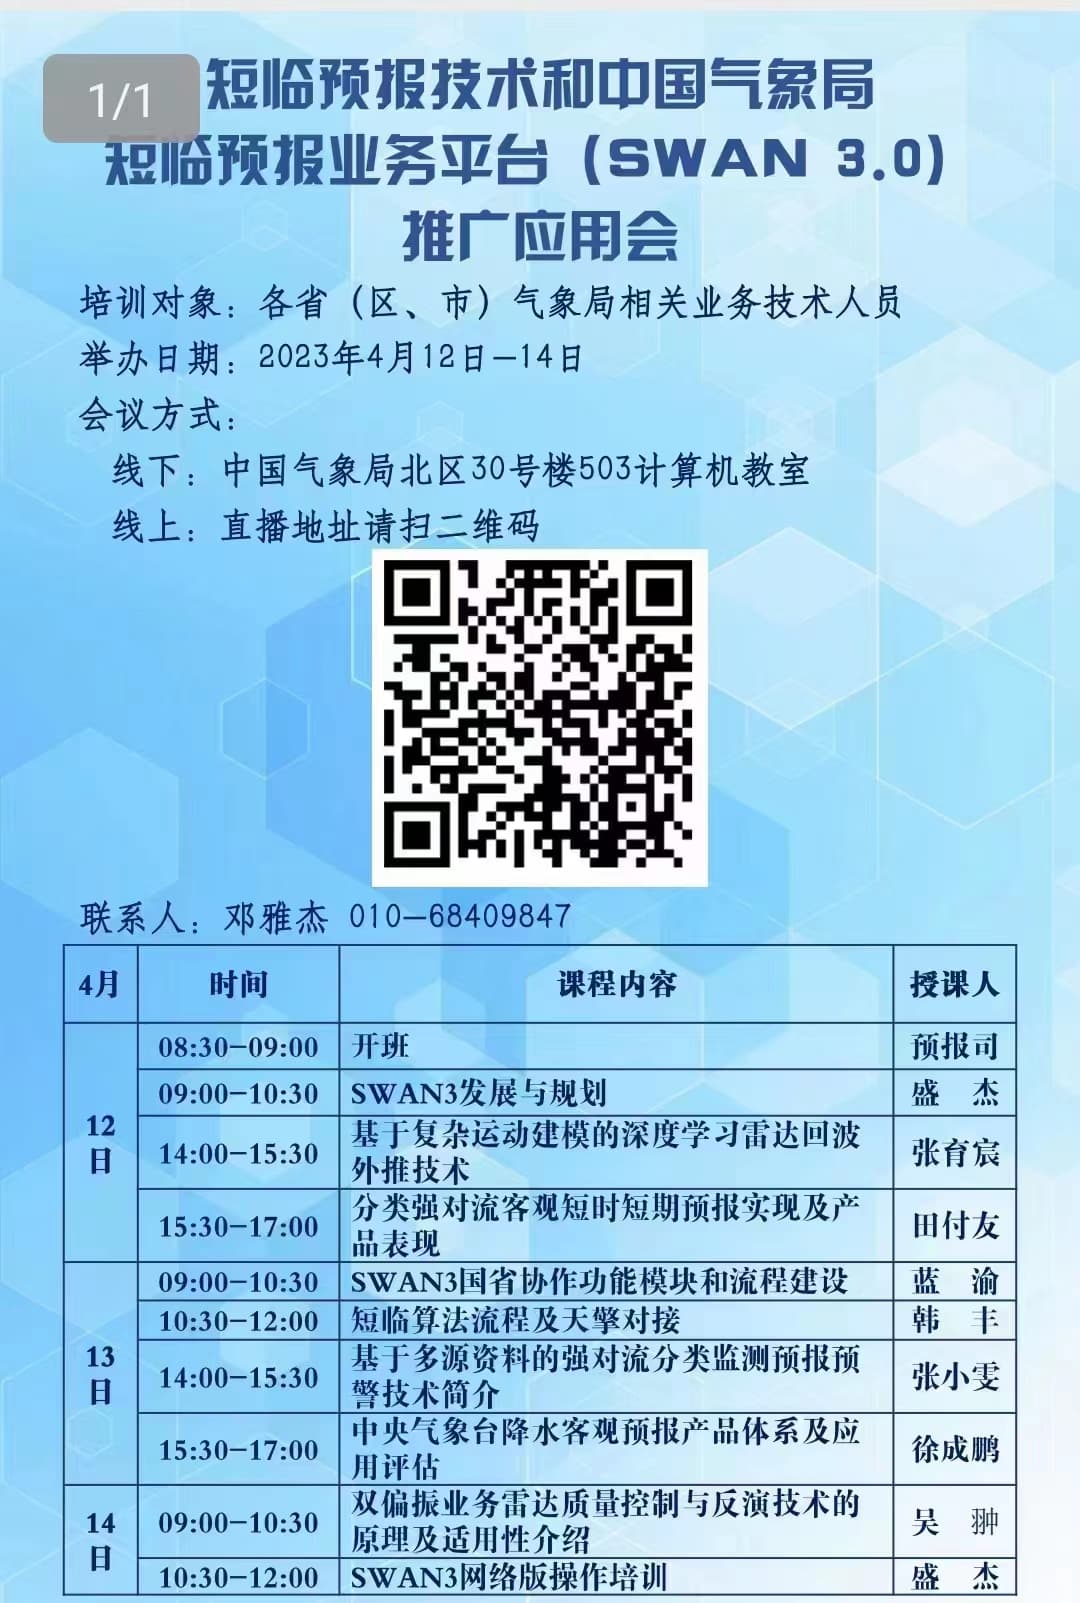 1/1
短临预报技术和中国气象局
短临预报业务平台（SWAN 3.0）
推广应用会
培训对象：各省（区、市）气象局相关业务技术人员
举办日期：2023年4月12日—14日
会议方式：
线下：中国气象局北区30号楼503计算机教室
线上：直播地址请扫二维码
联系人：邓雅杰 010—68409847
4月 时间 课程内容 授课人
12日
08:30—09:00 开班 预报司
09:00—10:30 SWAN3发展与规划 盛 杰
14:00—15:30 基于复杂运动建模的深度学习雷达回波
外推技术 张育宸
15:30—17:00 分类强对流客观短时短期预报实现及产
品表现 田付友
13日
09:00—10:30 SWAN3国省协作功能模块和流程建设 蓝 渝
10:30—12:00 短临算法流程及天擎对接 韩 丰
14:00—15:30 基于多源资料的强对流分类监测预报预
警技术简介 张小雯
15:30—17:00 中央气象台降水客观预报产品体系及应
用评估 徐成鹏
14日
09:00—10:30 双偏振业务雷达质量控制与反演技术的
原理及适用性介绍 吴 翀
10:30—12:00 SWAN3网络版操作培训 盛 杰